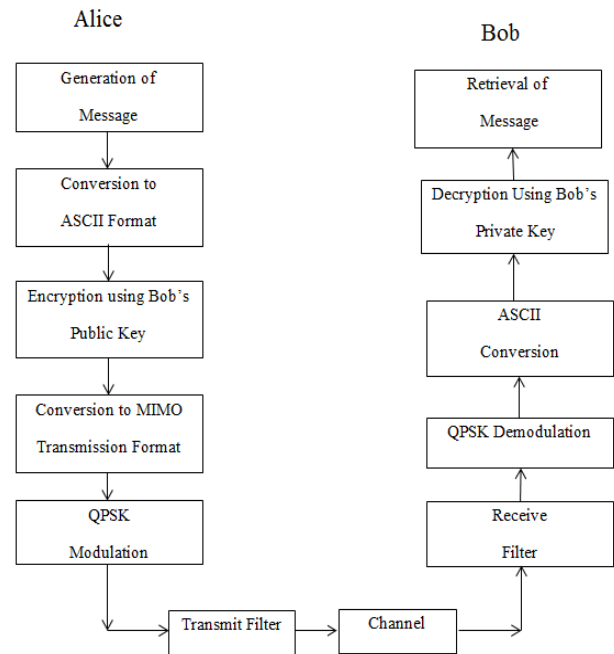 Alice
Generation of
Message
Conversion to
ASCII Format
Encryption using Bob's
Public Key
Conversion to MIMO
Transmission Format
QPSK
Modulation
Transmit Filter
Channel
Bob
Retrieval of
Message
Decryption Using Bob's
Private Key
ASCII
Conversion
QPSK Demodulation
Receive
Filter